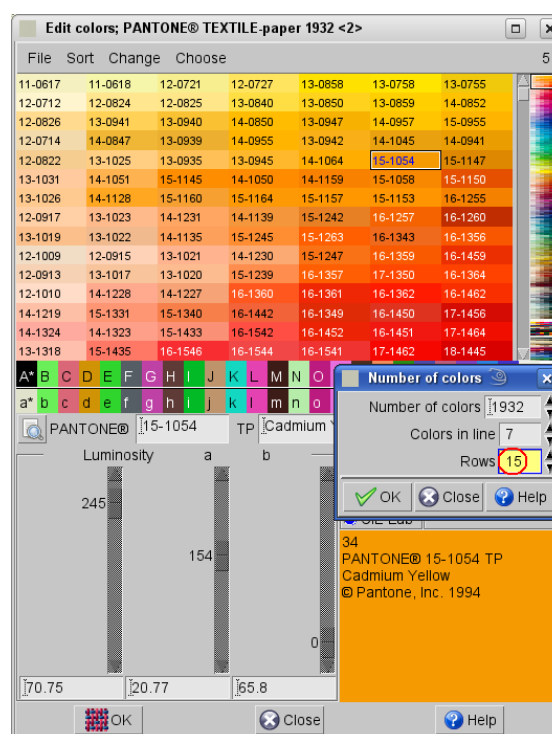 Edit colors; PANTONE® TEXTILE-paper 1932 <2>
File Sort Change Choose 5
11-0617 11-0618 12-0721 12-0727 13-0858 13-0758 13-0755
12-0712 12-0824 12-0825 13-0840 13-0850 13-0859 14-0852
12-0826 13-0941 13-0940 14-0850 13-0947 14-0957 15-0955
12-0714 14-0847 13-0939 14-0955 13-0942 14-1045 14-0941
12-0822 13-1025 13-0935 13-0945 14-1064 15-1054 15-1147
13-1031 14-1051 15-1145 14-1050 14-1159 15-1058 15-1150
13-1026 14-1128 15-1160 15-1164 15-1157 15-1153 16-1255
12-0917 13-1023 14-1231 14-1139 15-1242 16-1257 16-1260
13-1019 13-1022 14-1135 15-1245 15-1263 16-1343 16-1356
12-1009 12-0915 13-1021 14-1230 15-1247 16-1359 16-1459
12-0913 13-1017 13-1020 15-1239 16-1357 17-1350 16-1364
12-1010 14-1228 14-1227 16-1360 16-1361 16-1362 16-1462
14-1219 15-1331 15-1340 16-1442 16-1349 16-1450 17-1456
14-1324 14-1323 15-1433 16-1542 16-1452 16-1451 17-1464
13-1318 15-1435 16-1546 16-1544 16-1541 17-1462 18-1445
A* B C D E F G H I J K L M N O
a* b c d e f g h i j k l m n o
Number of colors
Number of colors 1932
Colors in line 7
Rows 15
OK Close Help
PANTONE® 15-1054 TP Cadmium
Luminosity a b
245
154
0
CIE Lab
34
PANTONE® 15-1054 TP
Cadmium Yellow
© Pantone, Inc. 1994
70.75 20.77 65.8
OK Close Help